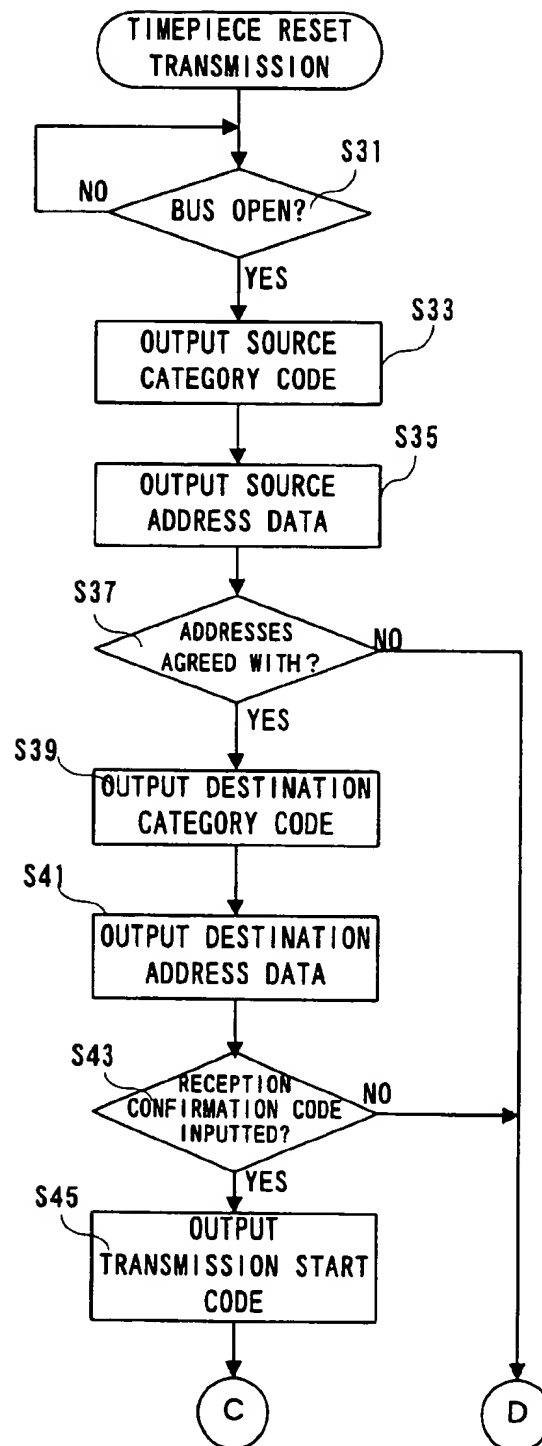 TIMEPIECE RESET
TRANSMISSION
S31
NO
BUS OPEN?
YES
S33
OUTPUT SOURCE
CATEGORY CODE
S35
OUTPUT SOURCE
ADDRESS DATA
S37
ADDRESSES
AGREED WITH?
NO
YES
S39
OUTPUT DESTINATION
CATEGORY CODE
S41
OUTPUT DESTINATION
ADDRESS DATA
S43
RECEPTION
CONFIRMATION CODE
INPUTTED?
NO
YES
S45
OUTPUT
TRANSMISSION START
CODE
C
D